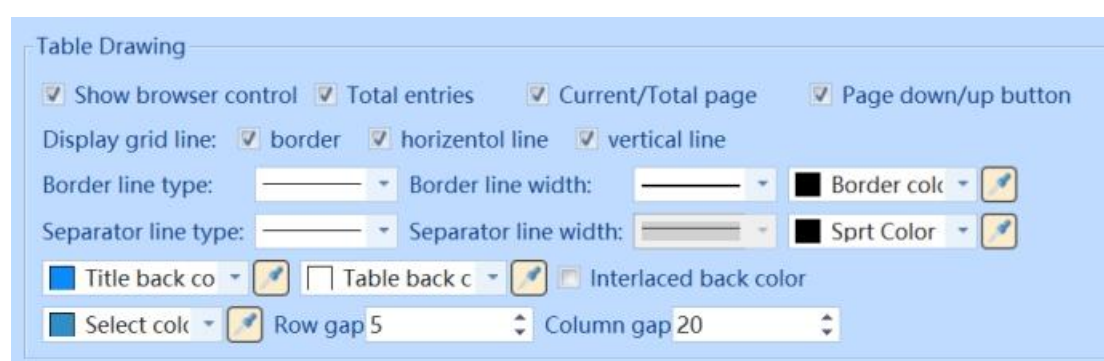 Table Drawing
Show browser control Total entries Current/Total page Page down/up button
Display grid line: border horizentol line vertical line
Border line type: Border line width: Border colo
Separator line type: Separator line width: Sprt Color
Title back co Table back c Interlaced back color
Select colo Row gap 5 Column gap 20